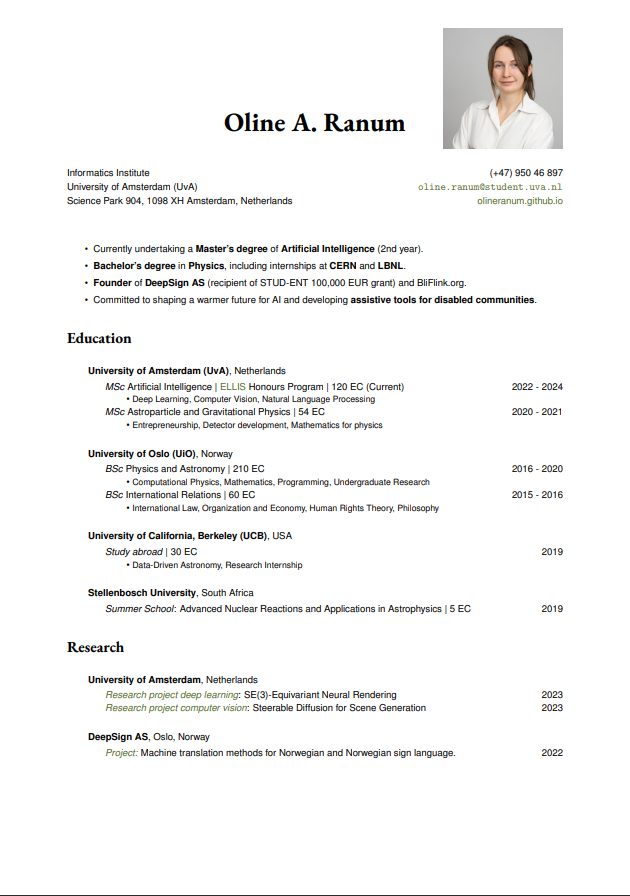 Oline A. Ranum
Informatics Institute
University of Amsterdam (UvA)
Science Park 904, 1098 XH Amsterdam, Netherlands
(+47) 950 46 897
oline.ranum@student.uva.nl
olineranum.github.io
• Currently undertaking a Master's degree of Artificial Intelligence (2nd year).
• Bachelor's degree in Physics, including internships at CERN and LBNL.
• Founder of DeepSign AS (recipient of STUD-ENT 100,000 EUR grant) and BliFlink.org.
• Committed to shaping a warmer future for AI and developing assistive tools for disabled communities.
Education
University of Amsterdam (UvA), Netherlands
MSc Artificial Intelligence | ELLIS Honours Program | 120 EC (Current) 2022 - 2024
• Deep Learning, Computer Vision, Natural Language Processing
MSc Astroparticle and Gravitational Physics | 54 EC 2020 - 2021
• Entrepreneurship, Detector development, Mathematics for physics
University of Oslo (UiO), Norway
BSc Physics and Astronomy | 210 EC 2016 - 2020
• Computational Physics, Mathematics, Programming, Undergraduate Research
BSc International Relations | 60 EC 2015 - 2016
• International Law, Organization and Economy, Human Rights Theory, Philosophy
University of California, Berkeley (UCB), USA
Study abroad | 30 EC 2019
• Data-Driven Astronomy, Research Internship
Stellenbosch University, South Africa
Summer School: Advanced Nuclear Reactions and Applications in Astrophysics | 5 EC 2019
Research
University of Amsterdam, Netherlands
Research project deep learning: SE(3)-Equivariant Neural Rendering 2023
Research project computer vision: Steerable Diffusion for Scene Generation 2023
DeepSign AS, Oslo, Norway
Project: Machine translation methods for Norwegian and Norwegian sign language. 2022